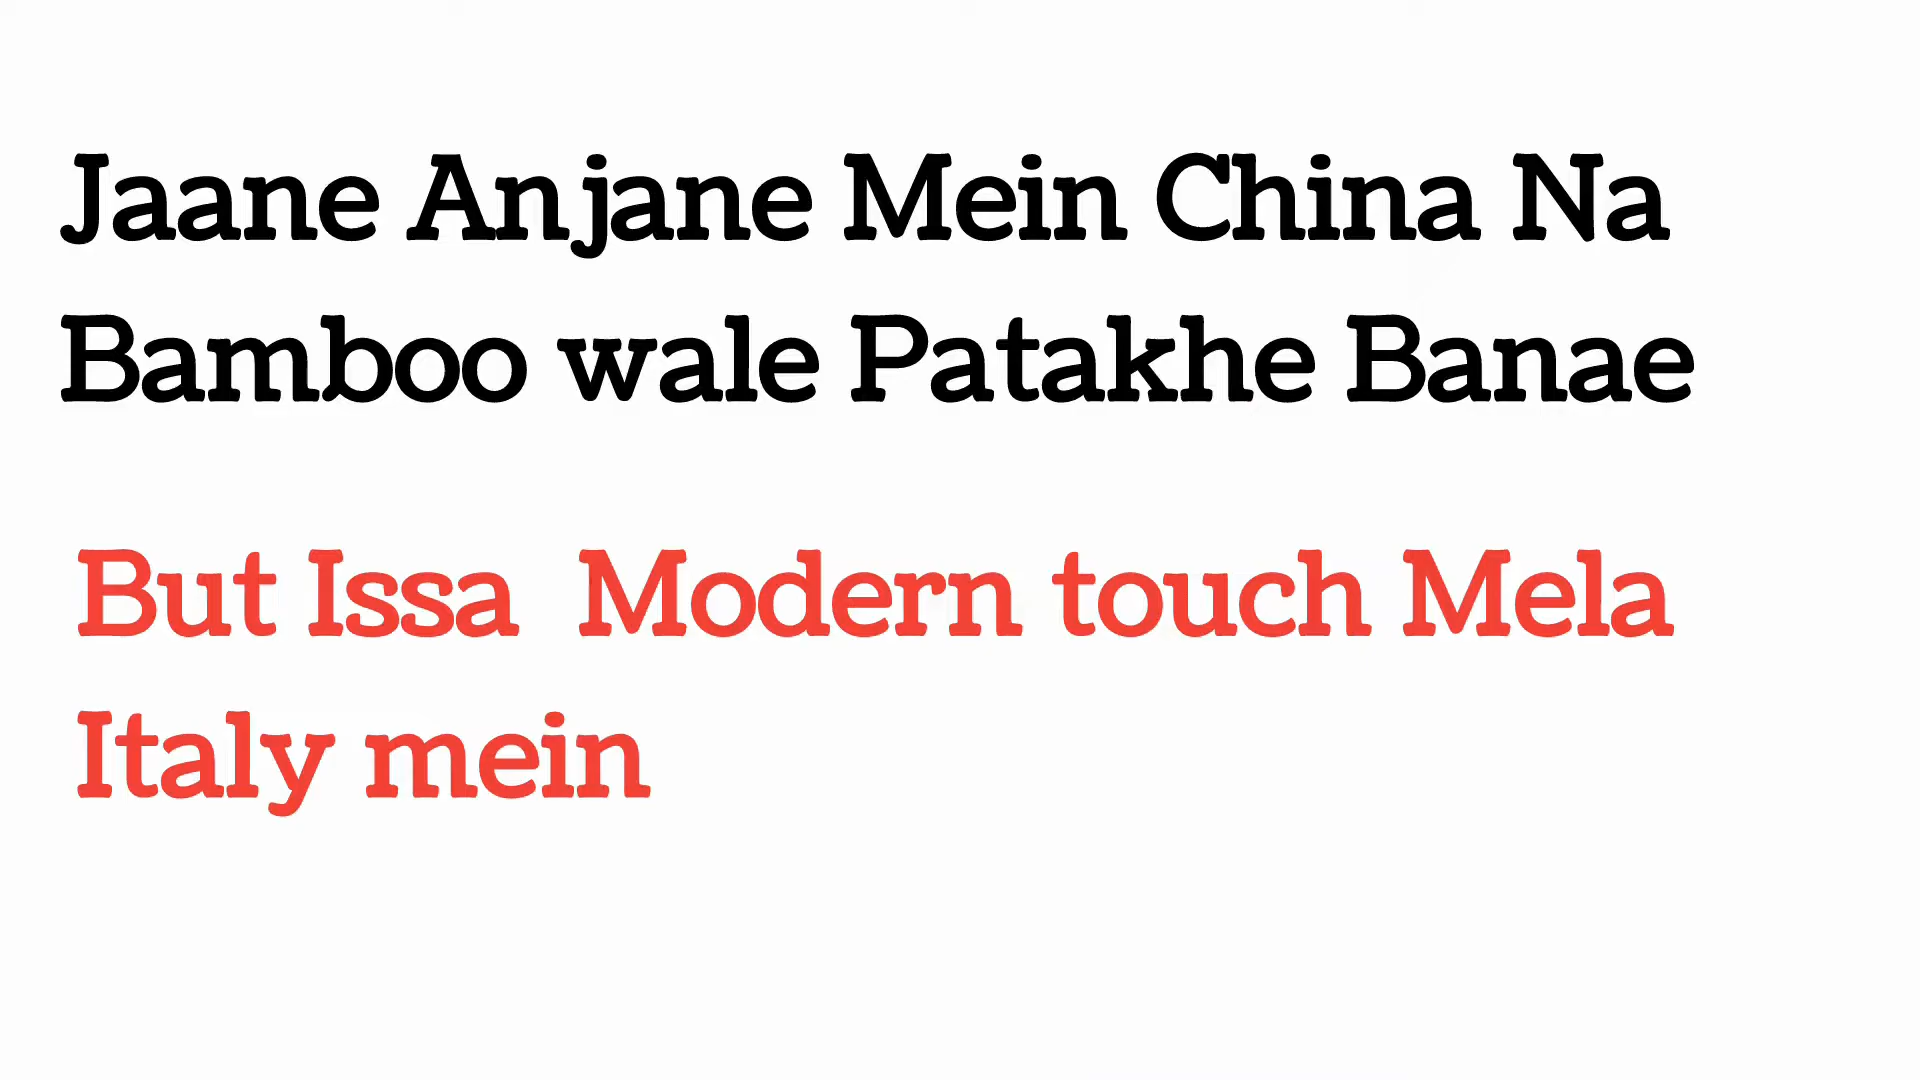 Jaane Anjane Mein China Na
Bamboo wale Patakhe Banae
But Issa Modern touch Mela
Italy mein